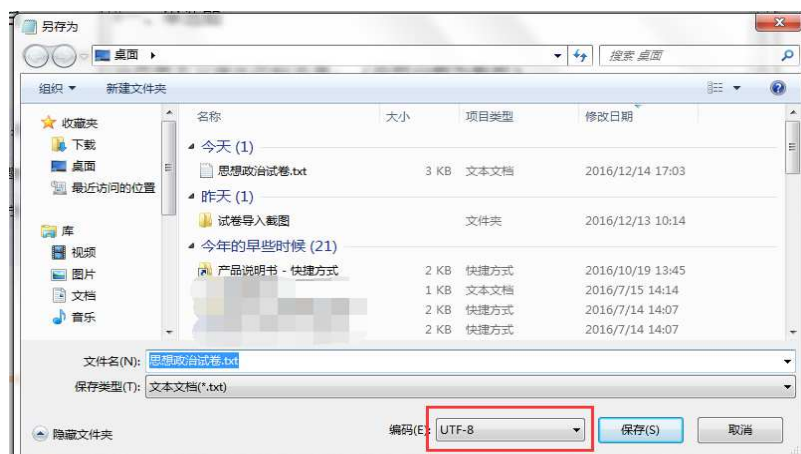 另存为
桌面
搜索 桌面
组织 新建文件夹
收藏夹
下载
桌面
最近访问的位置
库
视频
图片
文档
音乐
名称 大小 项目类型 修改日期
今天 (1)
思想政治试卷.txt 3 KB 文本文档 2016/12/14 17:03
昨天 (1)
试卷导入截图 文件夹 2016/12/13 10:14
今年的早些时候 (21)
产品说明书 - 快捷方式 2 KB 快捷方式 2016/10/19 13:45
1 KB 文本文档 2016/7/15 14:14
2 KB 快捷方式 2016/7/14 14:07
2 KB 快捷方式 2016/7/14 14:07
文件名(N): 思想政治试卷.txt
保存类型(T): 文本文档(*.txt)
隐藏文件夹 编码(E): UTF-8 保存(S) 取消